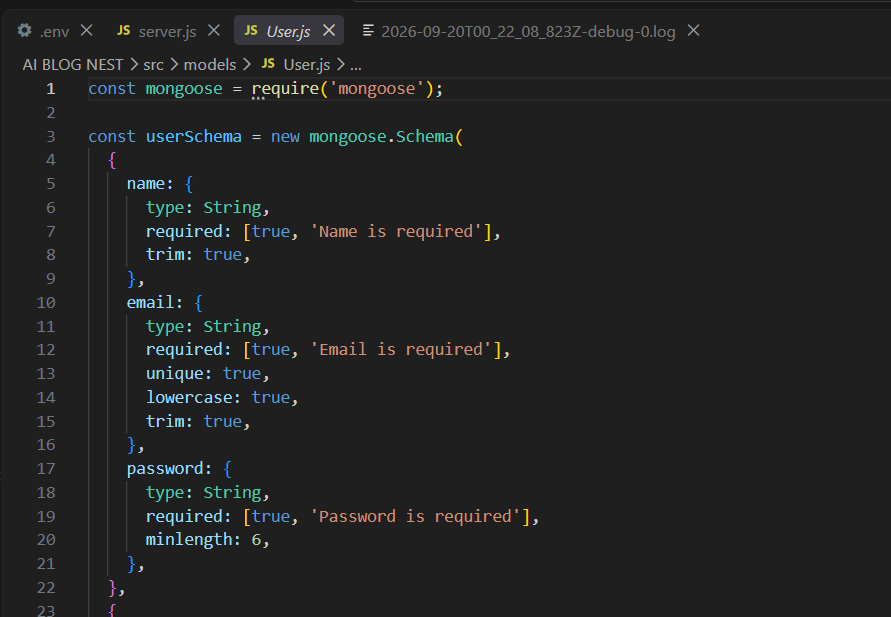 .env JS server.js JS User.js 2026-09-20T00_22_08_823Z-debug-0.log
AI BLOG NEST > src > models > JS User.js > ...
1 const mongoose = require('mongoose');
2
3 const userSchema = new mongoose.Schema(
4 {
5 name: {
6 type: String,
7 required: [true, 'Name is required'],
8 trim: true,
9 },
10 email: {
11 type: String,
12 required: [true, 'Email is required'],
13 unique: true,
14 lowercase: true,
15 trim: true,
16 },
17 password: {
18 type: String,
19 required: [true, 'Password is required'],
20 minlength: 6,
21 },
22 },
23 {